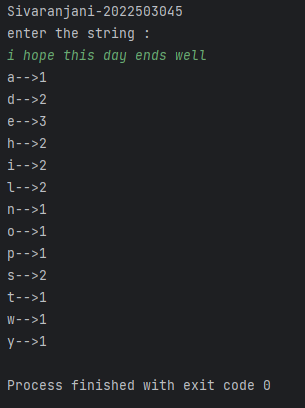 Sivaranjani-2022503045
enter the string :
i hope this day ends well
a-->1
d-->2
e-->3
h-->2
i-->2
l-->2
n-->1
o-->1
p-->1
s-->2
t-->1
w-->1
y-->1
Process finished with exit code 0